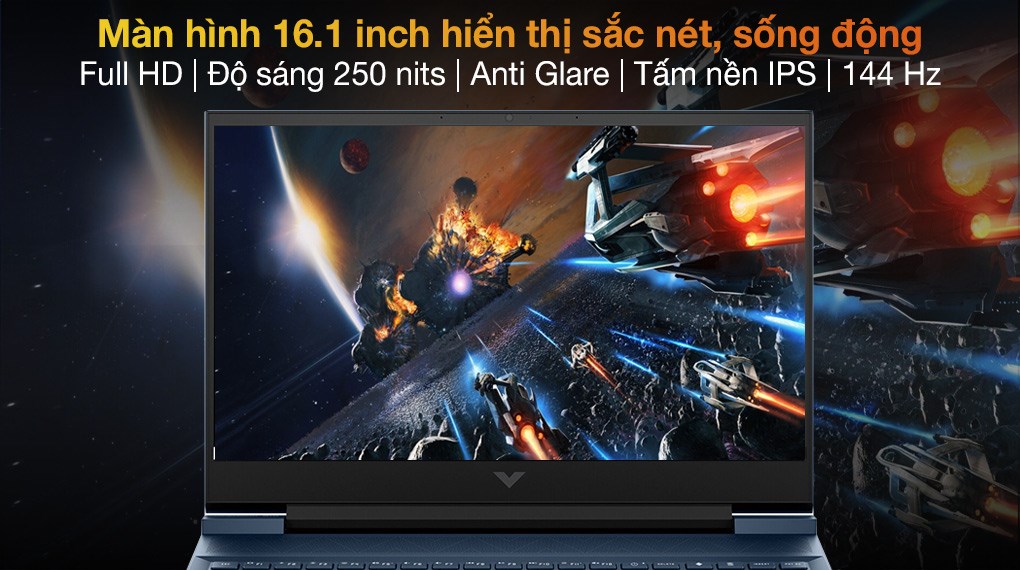 Màn hình 16.1 inch hiển thị sắc nét, sống động
Full HD | Độ sáng 250 nits | Anti Glare | Tấm nền IPS | 144 Hz